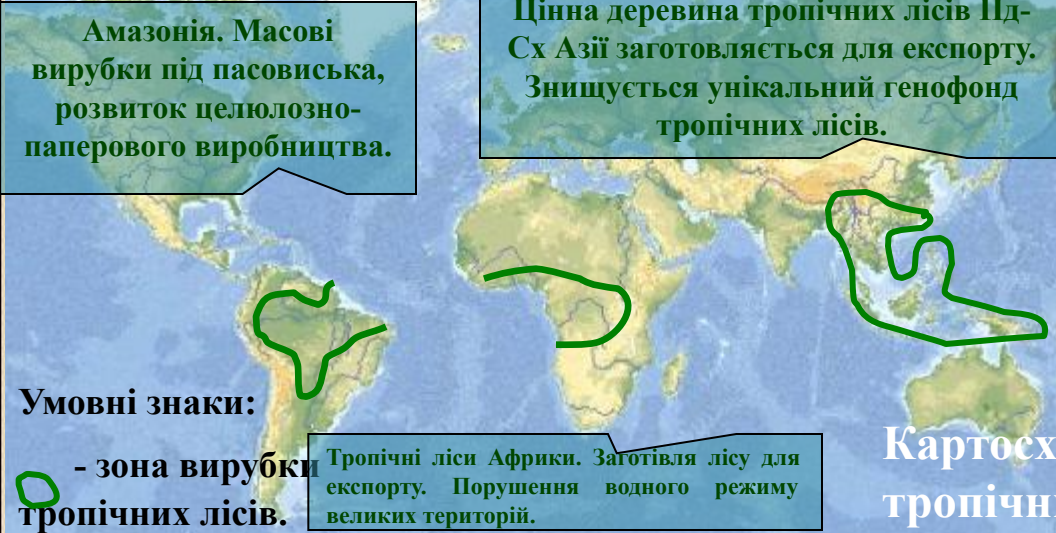 Амазонія. Масові
вирубки під пасовиська,
розвиток целюлозно-
паперового виробництва.
Цінна деревина тропічних лісів Пд-
Сх Азії заготовляється для експорту.
Знищується унікальний генофонд
тропічних лісів.
Умовні знаки:
- зона вирубки
тропічних лісів.
Тропічні ліси Африки. Заготівля лісу для
експорту. Порушення водного режиму
великих територій.
Картосх
тропічн